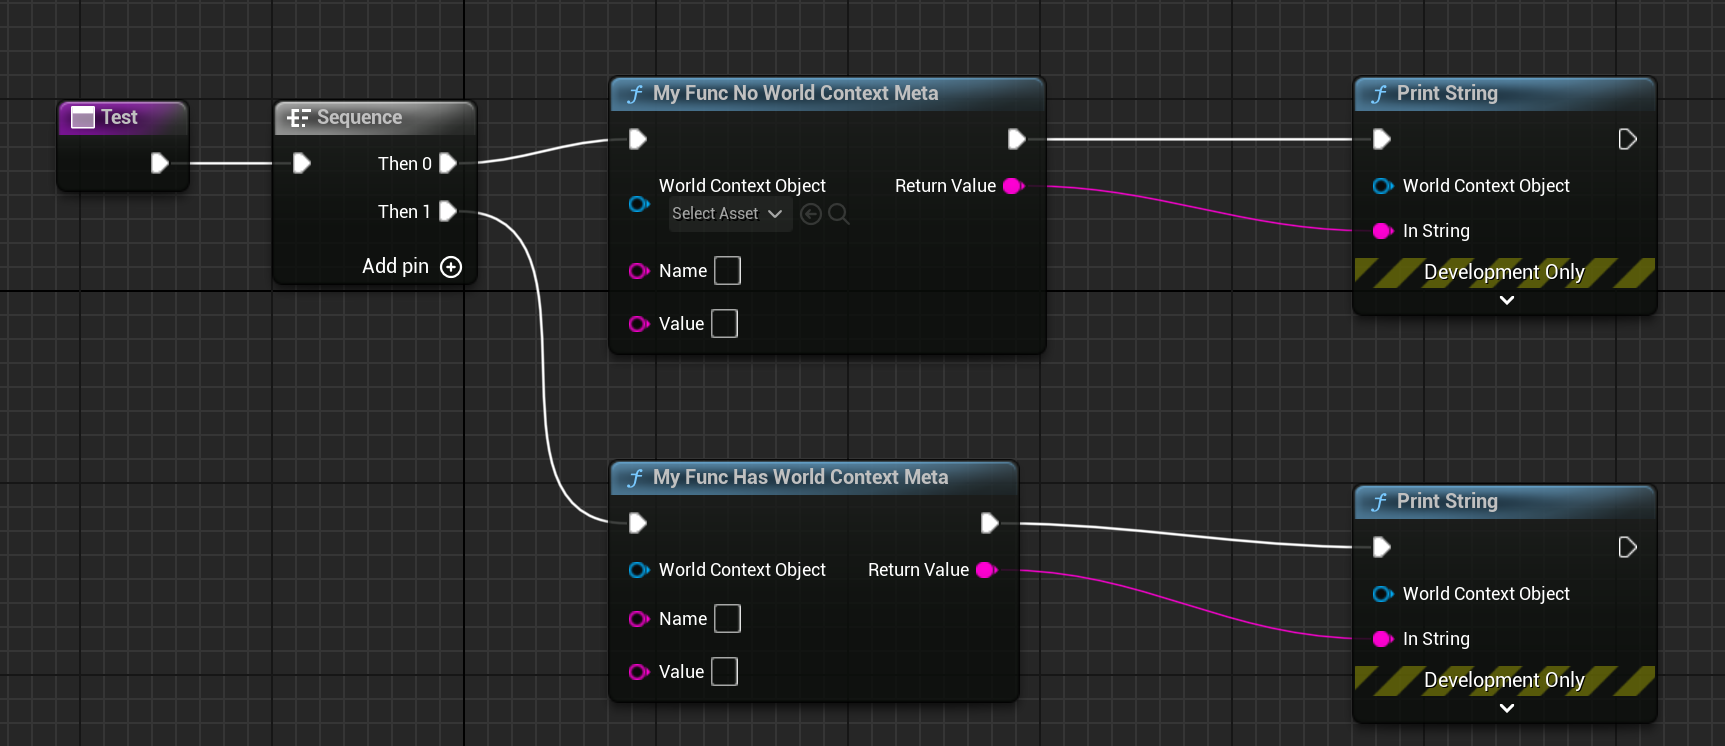 Test
Sequence
Then 0
Then 1
Add pin
My Func No World Context Meta
World Context Object
Return Value
Select Asset
Name
Value
Print String
World Context Object
In String
Development Only
My Func Has World Context Meta
World Context Object
Return Value
Name
Value
Print String
World Context Object
In String
Development Only